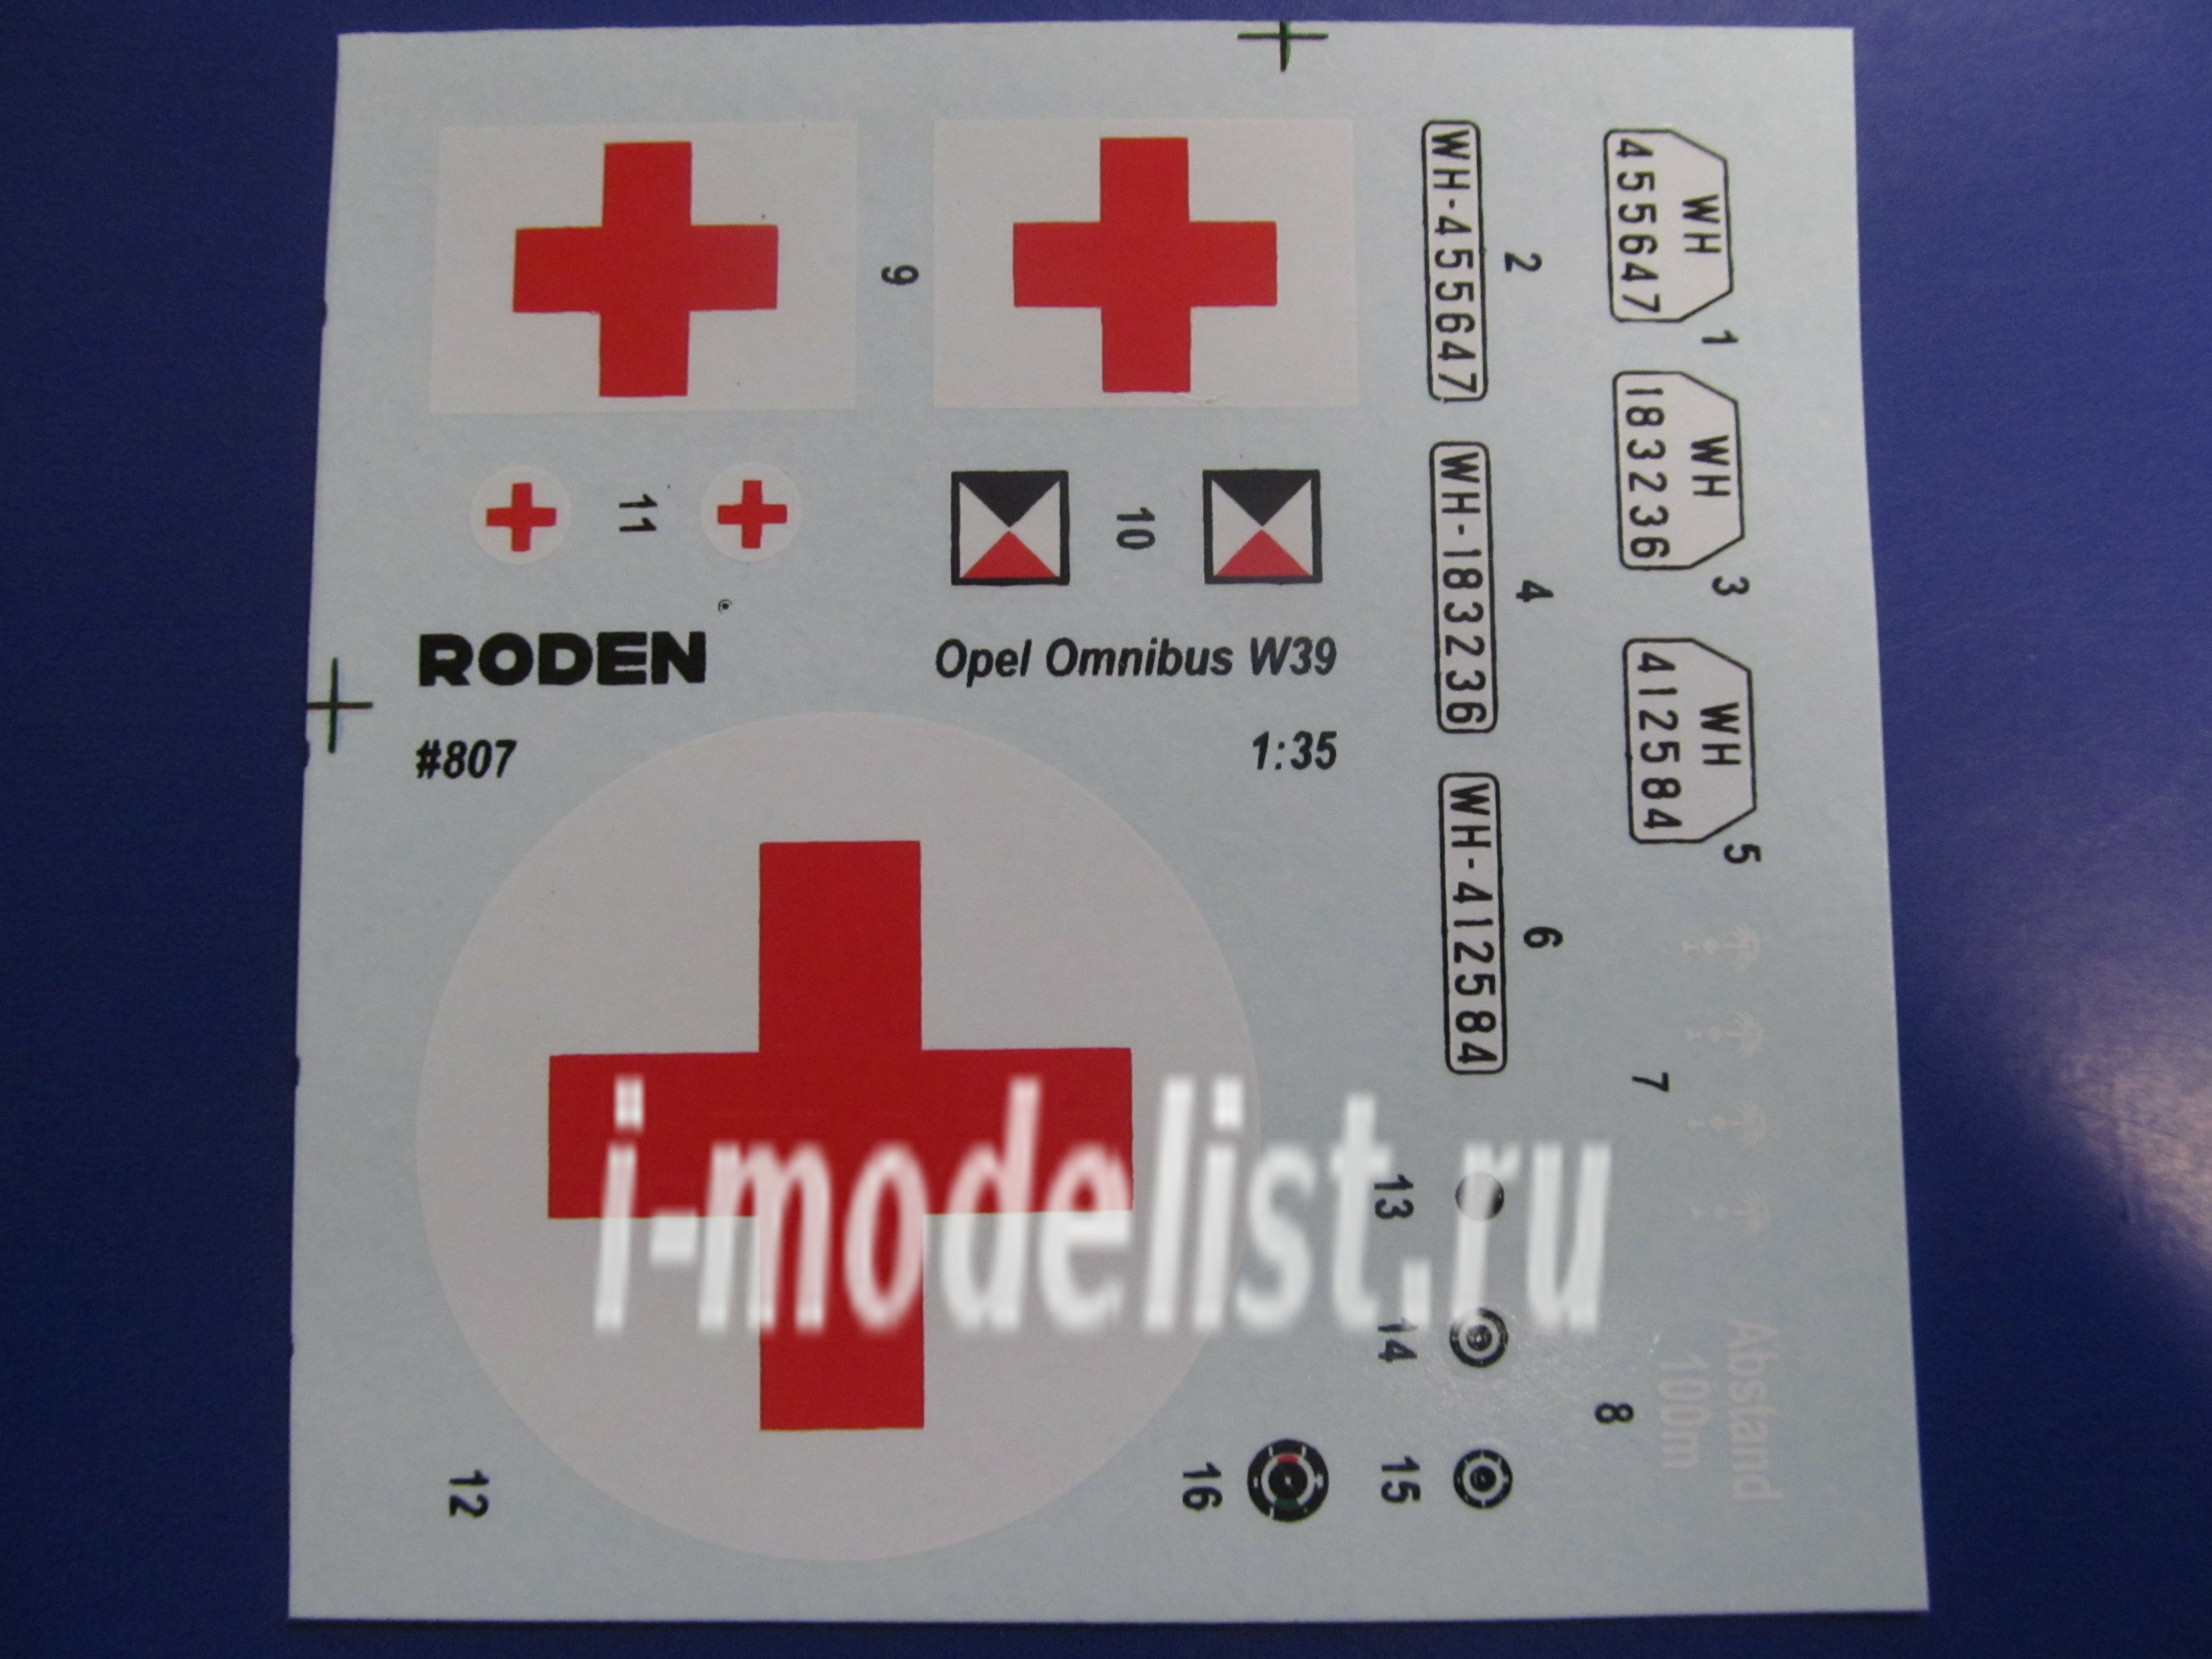 9
WH-455647
2
WH
455647
1
WH
183236
3
11
10
WH-183236
4
WH
412584
5
RODEN
Opel Omnibus W39
#807
1:35
WH-412584
6
7
i-modelist.ru
13
14
Abstand
100m
8
12
16
15